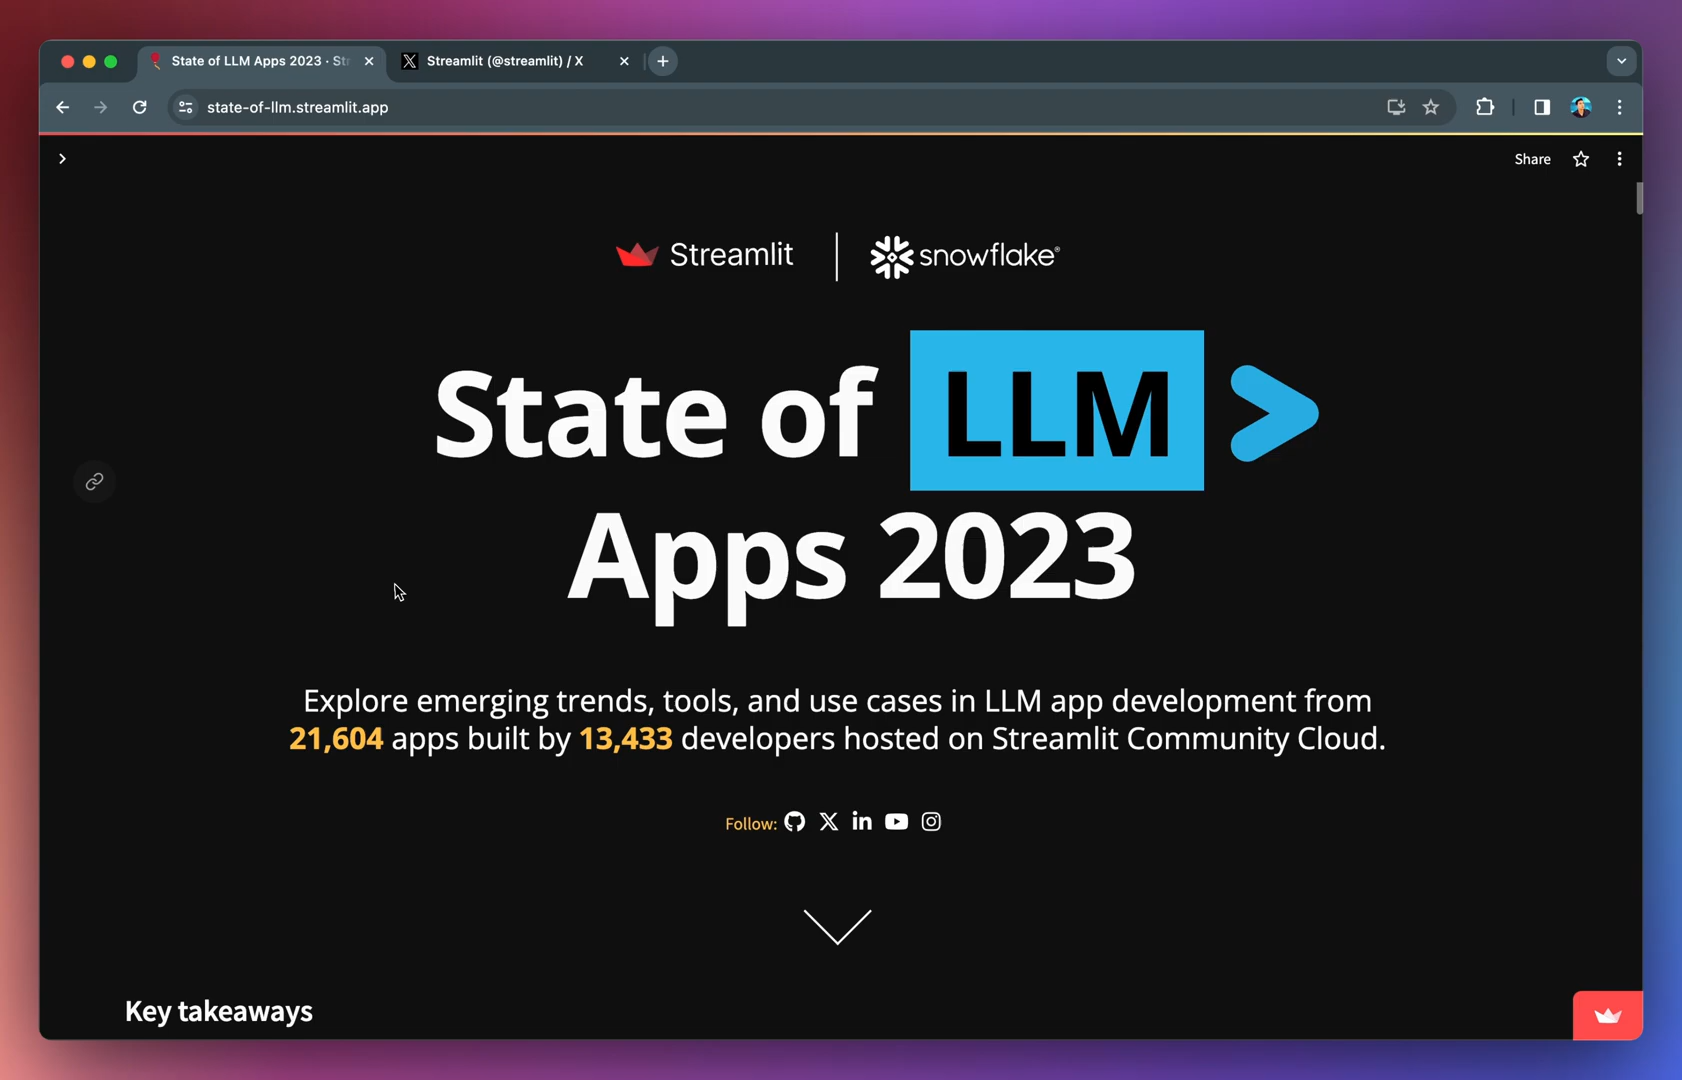 State of LLM Apps 2023 · Str
Streamlit (@streamlit) / X
state-of-llm.streamlit.app
Share
Streamlit
snowflake®
State of LLM
Apps 2023
Explore emerging trends, tools, and use cases in LLM app development from
21,604 apps built by 13,433 developers hosted on Streamlit Community Cloud.
Follow:
Key takeaways